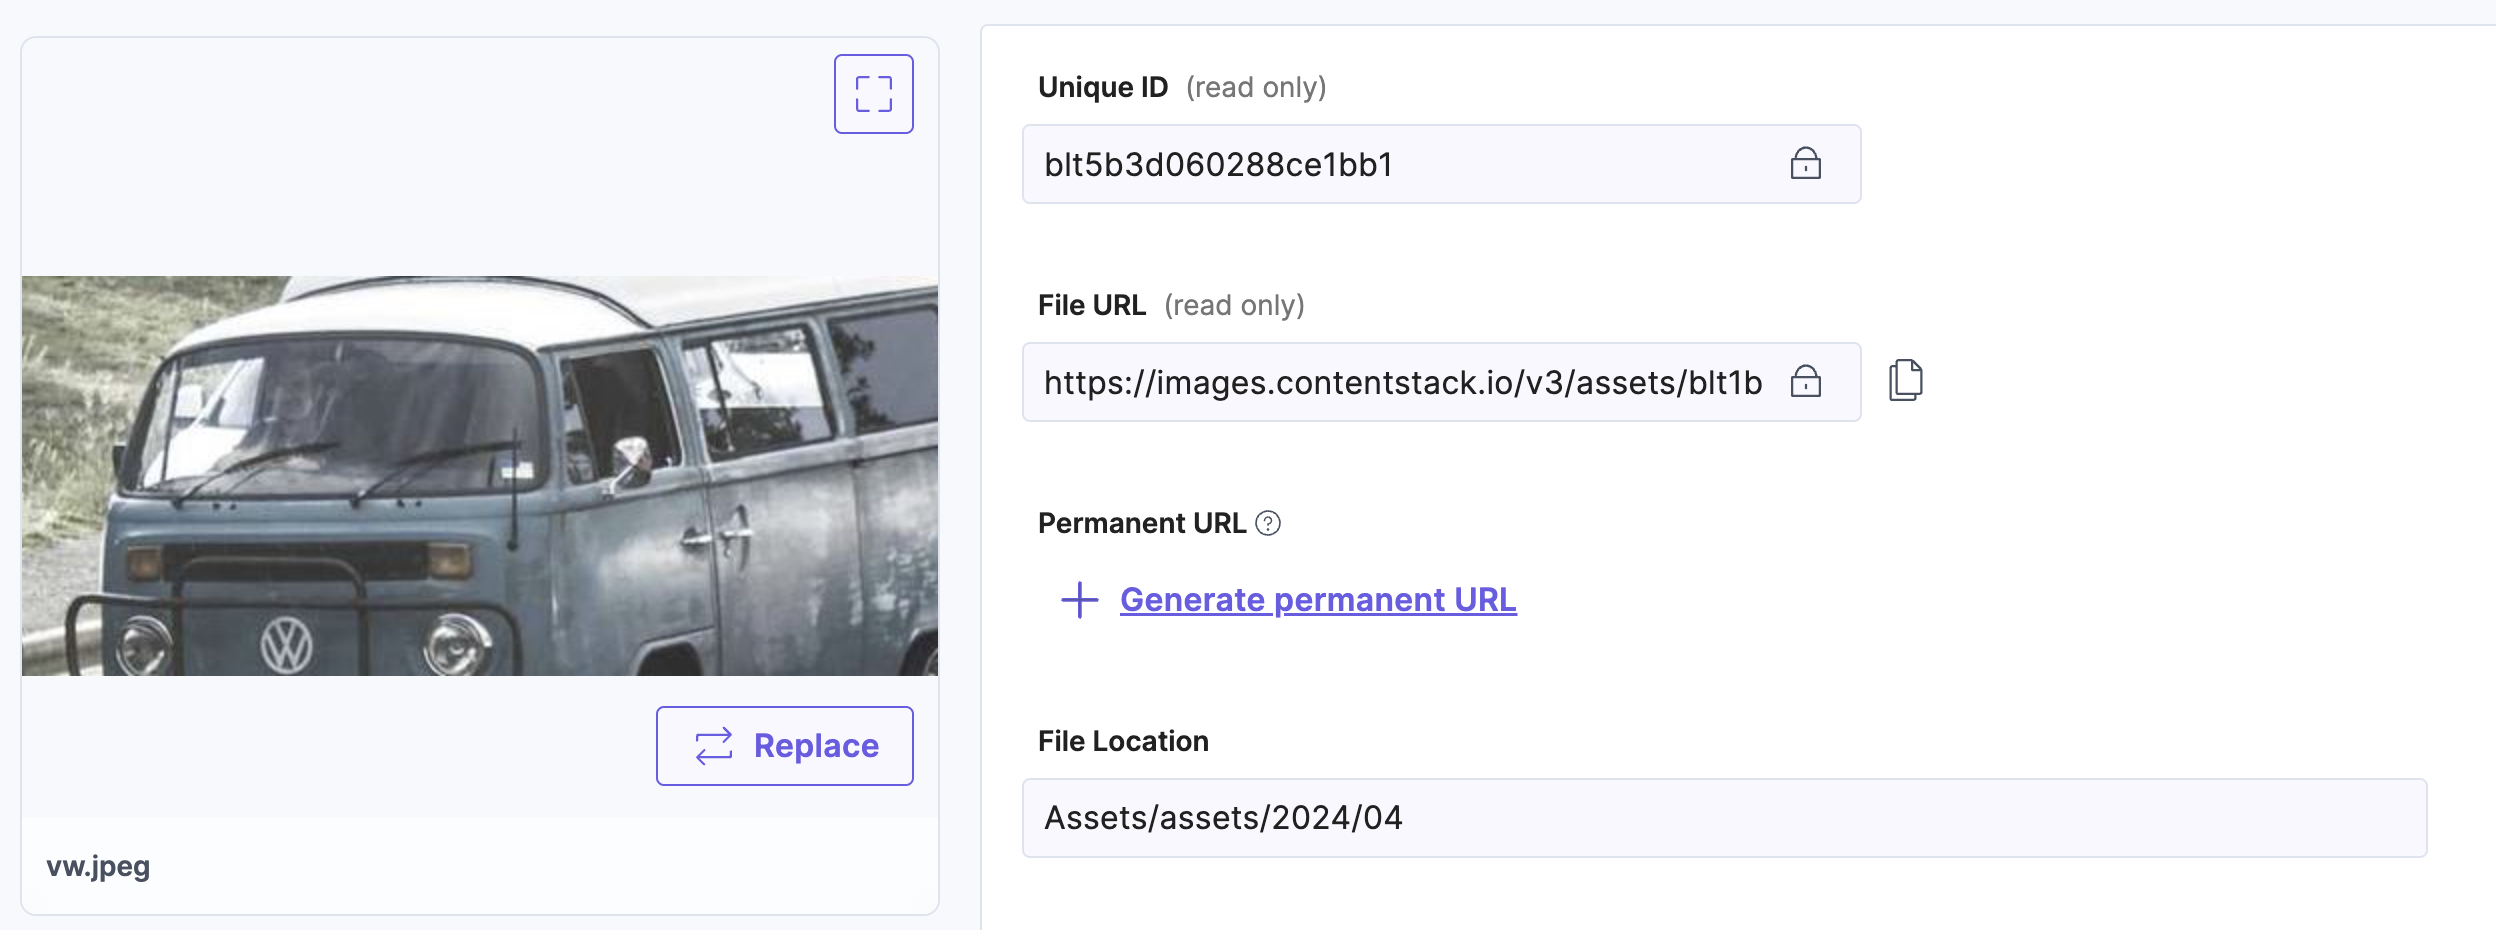 Unique ID (read only)
blt5b3d060288ce1bb1
File URL (read only)
https://images.contentstack.io/v3/assets/blt1b
Permanent URL ?
Generate permanent URL
File Location
Assets/assets/2024/04
VW
Replace
vw.jpeg